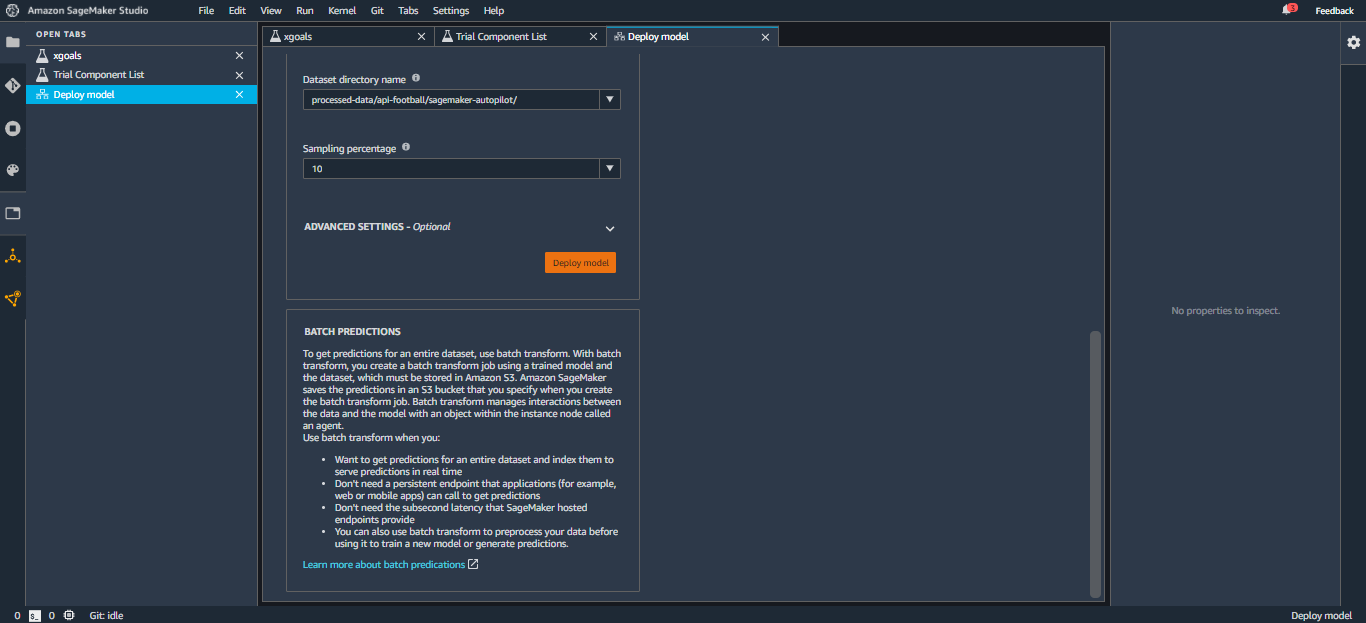 Amazon SageMaker Studio
File Edit View Run Kernel Git Tabs Settings Help
3
Feedback
OPEN TABS
xgoals
Trial Component List
Deploy model
xgoals
Trial Component List
Deploy model
Dataset directory name
processed-data/api-football/sagemaker-autopilot/
Sampling percentage
10
ADVANCED SETTINGS - Optional
Deploy model
BATCH PREDICTIONS
To get predictions for an entire dataset, use batch transform. With batch
transform, you create a batch transform job using a trained model and
the dataset, which must be stored in Amazon S3. Amazon SageMaker
saves the predictions in an S3 bucket that you specify when you create
the batch transform job. Batch transform manages interactions between
the data and the model with an object within the instance node called
an agent.
Use batch transform when you:
• Want to get predictions for an entire dataset and index them to
serve predictions in real time
• Don't need a persistent endpoint that applications (for example,
web or mobile apps) can call to get predictions
• Don't need the subsecond latency that SageMaker hosted
endpoints provide
• You can also use batch transform to preprocess your data before
using it to train a new model or generate predictions.
Learn more about batch predications
No properties to inspect.
0 s_ 0 Git: idle
Deploy model